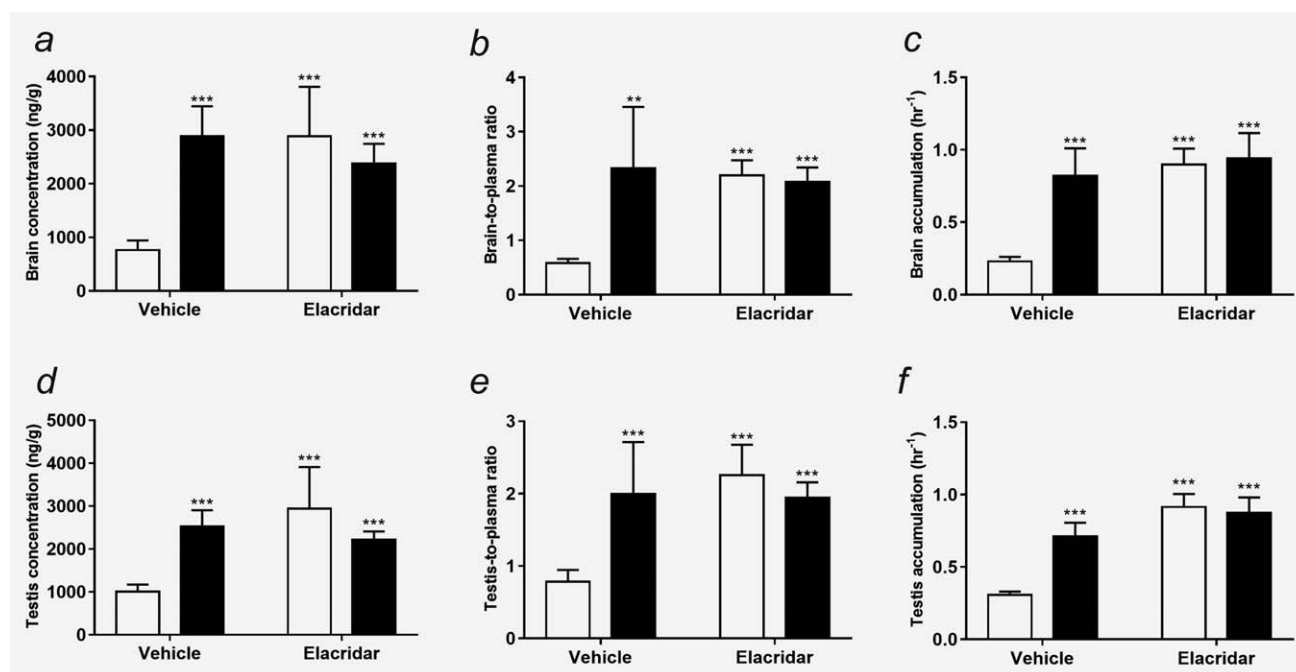 a
Brain concentration (ng/g)
4000
3000
2000
1000
0
***
***
***
Vehicle
Elacridar
b
Brain-to-plasma ratio
4
3
2
1
0
**
***
***
Vehicle
Elacridar
c
Brain accumulation (hr⁻¹)
1.5
1.0
0.5
0.0
***
***
***
Vehicle
Elacridar
d
Testis concentration (ng/g)
5000
4000
3000
2000
1000
0
***
***
***
Vehicle
Elacridar
e
Testis-to-plasma ratio
3
2
1
0
***
***
***
Vehicle
Elacridar
f
Testis accumulation (hr⁻¹)
1.5
1.0
0.5
0.0
***
***
***
Vehicle
Elacridar